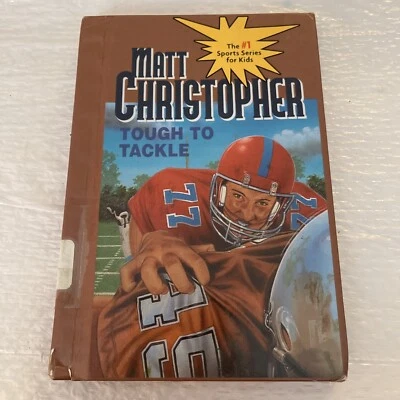 The #1
Sports Series
for Kids
MATT
CHRISTOPHER
TOUGH TO
TACKLE
77
77